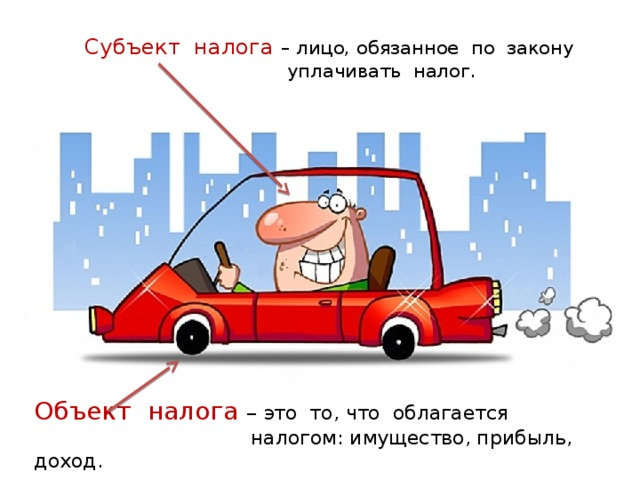 Субъект налога – лицо, обязанное по закону
уплачивать налог.
Объект налога – это то, что облагается
налогом: имущество, прибыль,
доход.